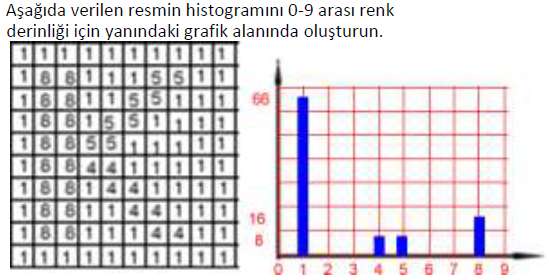 Aşağıda verilen resmin histogramını 0-9 arası renk
derinliği için yanındaki grafik alanında oluşturun.
1 1 1 1 1 1 1 1 1 1
1 8 8 1 1 1 5 5 1 1
1 8 8 1 1 5 5 1 1 1
1 8 8 1 5 5 1 1 1 1
1 8 8 5 5 1 1 1 1 1
1 8 8 4 4 1 1 1 1 1
1 8 8 1 4 4 1 1 1 1
1 8 8 1 1 4 4 1 1 1
1 8 8 1 1 1 4 4 1 1
1 1 1 1 1 1 1 1 1 1
66
16
8
0 1 2 3 4 5 6 7 8 9